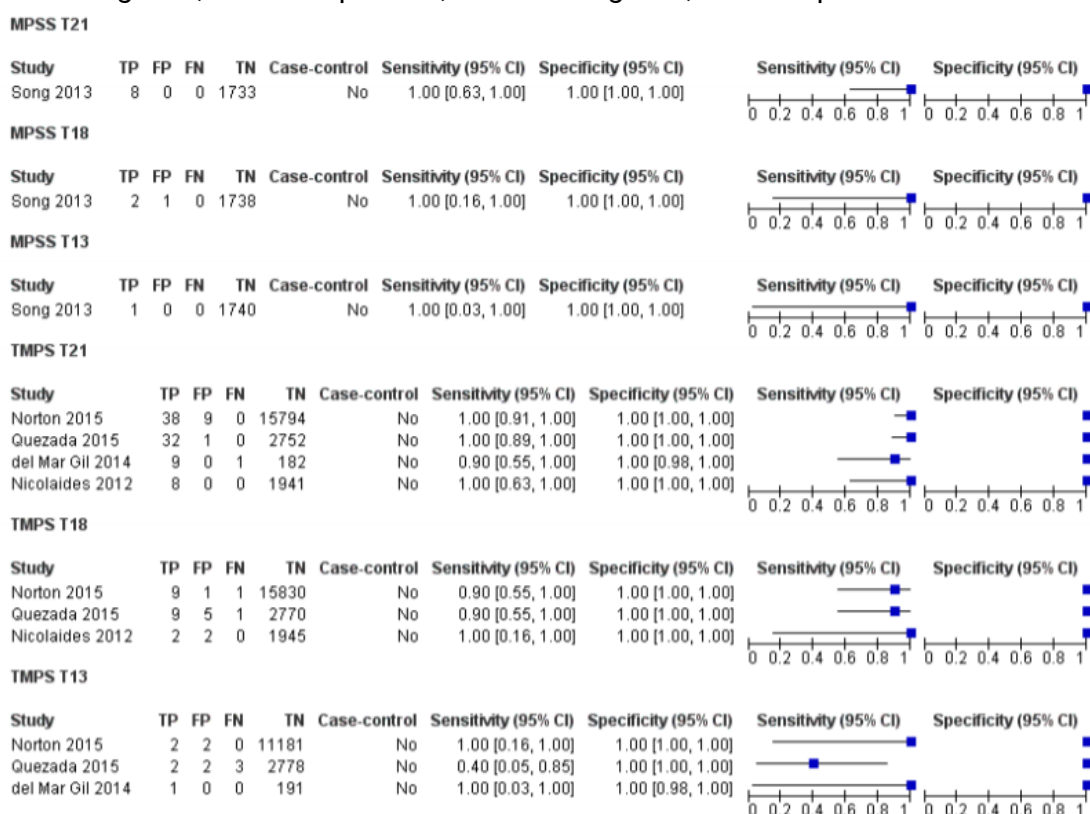 MPSS T21
Study TP FP FN TN Case-control Sensitivity (95% CI) Specificity (95% CI) Sensitivity (95% CI) Specificity (95% CI)
Song 2013 8 0 0 1733 No 1.00 [0.63, 1.00] 1.00 [1.00, 1.00]
0 0.2 0.4 0.6 0.8 1 0 0.2 0.4 0.6 0.8 1
MPSS T18
Study TP FP FN TN Case-control Sensitivity (95% CI) Specificity (95% CI) Sensitivity (95% CI) Specificity (95% CI)
Song 2013 2 1 0 1738 No 1.00 [0.16, 1.00] 1.00 [1.00, 1.00]
0 0.2 0.4 0.6 0.8 1 0 0.2 0.4 0.6 0.8 1
MPSS T13
Study TP FP FN TN Case-control Sensitivity (95% CI) Specificity (95% CI) Sensitivity (95% CI) Specificity (95% CI)
Song 2013 1 0 0 1740 No 1.00 [0.03, 1.00] 1.00 [1.00, 1.00]
0 0.2 0.4 0.6 0.8 1 0 0.2 0.4 0.6 0.8 1
TMPS T21
Study TP FP FN TN Case-control Sensitivity (95% CI) Specificity (95% CI) Sensitivity (95% CI) Specificity (95% CI)
Norton 2015 38 9 0 15794 No 1.00 [0.91, 1.00] 1.00 [1.00, 1.00]
Quezada 2015 32 1 0 2752 No 1.00 [0.89, 1.00] 1.00 [1.00, 1.00]
del Mar Gil 2014 9 0 1 182 No 0.90 [0.55, 1.00] 1.00 [0.98, 1.00]
Nicolaides 2012 8 0 0 1941 No 1.00 [0.63, 1.00] 1.00 [1.00, 1.00]
0 0.2 0.4 0.6 0.8 1 0 0.2 0.4 0.6 0.8 1
TMPS T18
Study TP FP FN TN Case-control Sensitivity (95% CI) Specificity (95% CI) Sensitivity (95% CI) Specificity (95% CI)
Norton 2015 9 1 1 15830 No 0.90 [0.55, 1.00] 1.00 [1.00, 1.00]
Quezada 2015 9 5 1 2770 No 0.90 [0.55, 1.00] 1.00 [1.00, 1.00]
Nicolaides 2012 2 2 0 1945 No 1.00 [0.16, 1.00] 1.00 [1.00, 1.00]
0 0.2 0.4 0.6 0.8 1 0 0.2 0.4 0.6 0.8 1
TMPS T13
Study TP FP FN TN Case-control Sensitivity (95% CI) Specificity (95% CI) Sensitivity (95% CI) Specificity (95% CI)
Norton 2015 2 2 0 11181 No 1.00 [0.16, 1.00] 1.00 [1.00, 1.00]
Quezada 2015 2 2 3 2778 No 0.40 [0.05, 0.85] 1.00 [1.00, 1.00]
del Mar Gil 2014 1 0 0 191 No 1.00 [0.03, 1.00] 1.00 [0.98, 1.00]
0 0.2 0.4 0.6 0.8 1 0 0.2 0.4 0.6 0.8 1